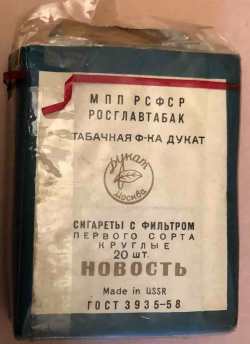 МПП РСФСР
РОСГЛАВТАБАК
ТАБАЧНАЯ Ф-КА ДУКАТ
Дукат
Москва
СИГАРЕТЫ С ФИЛЬТРОМ
ПЕРВОГО СОРТА
КРУГЛЫЕ
20 шт.
НОВОСТЬ
Made in USSR
ГОСТ 3935-58